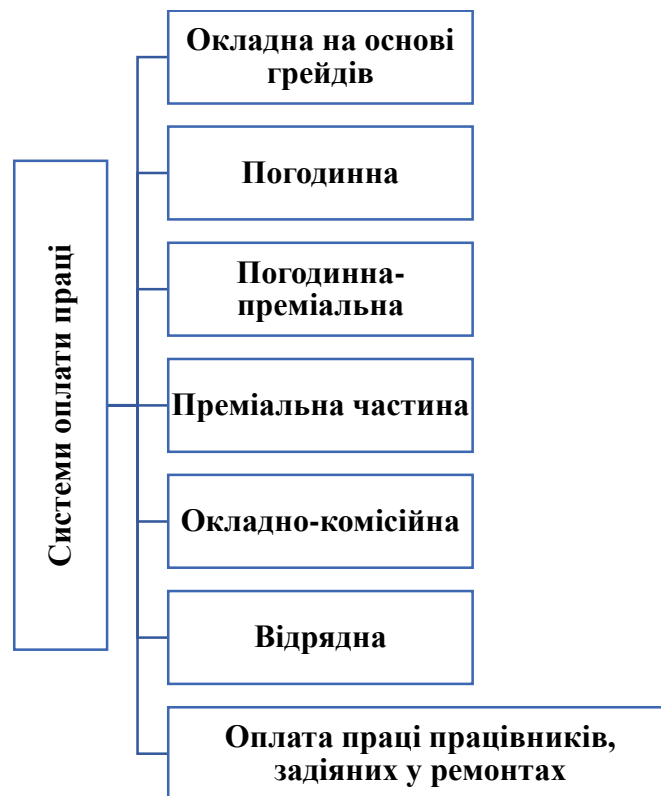 Системи оплати праці
Окладна на основі
грейдів
Погодинна
Погодинна-
преміальна
Преміальна частина
Окладно-комісійна
Відрядна
Оплата праці працівників,
задіяних у ремонтах